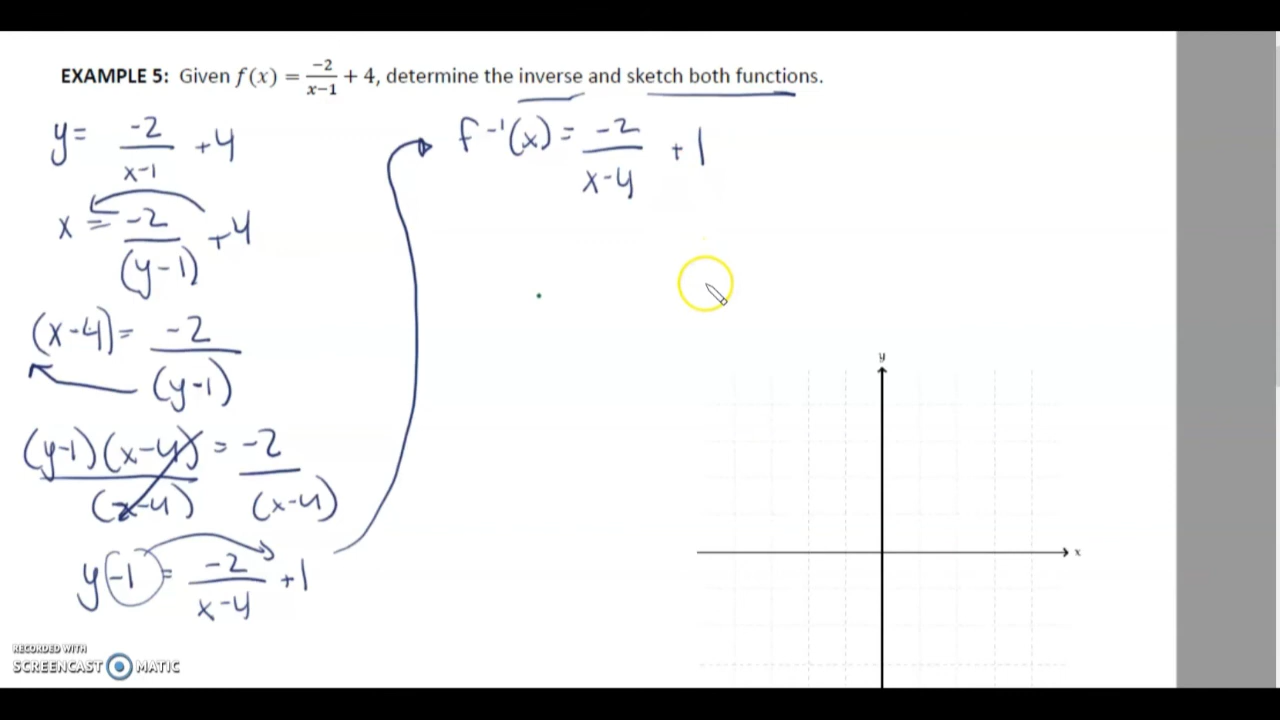 EXAMPLE 5: Given f(x) = -2/(x-1) + 4, determine the inverse and sketch both functions.
y = -2/(x-1) + 4
x = -2/(y-1) + 4
(x-4) = -2/(y-1)
(y-1)(x-4)/(x-4) = -2/(x-4)
y-1 = -2/(x-4) + 1
f-1(x) = -2/(x-4) + 1
y
x
RECORDED WITH
SCREENCAST MATIC